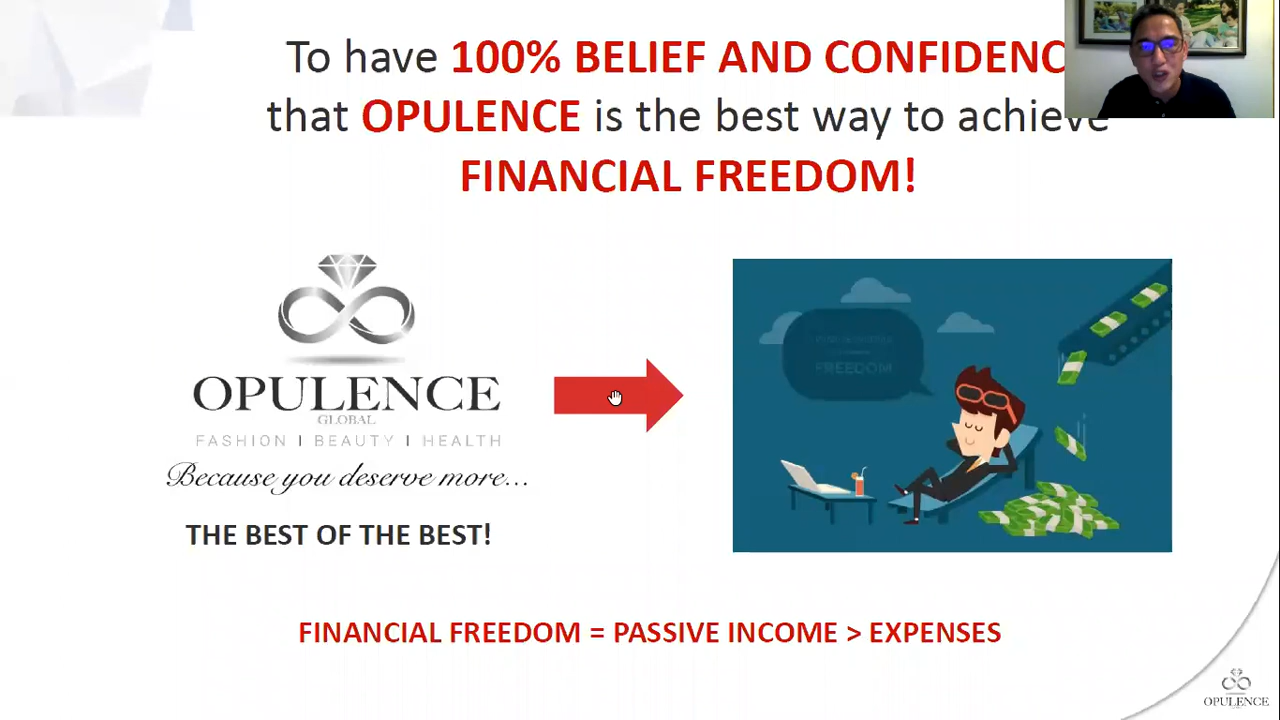 To have 100% BELIEF AND CONFIDENC
that OPULENCE is the best way to achieve
FINANCIAL FREEDOM!
OPULENCE
GLOBAL
FASHION | BEAUTY | HEALTH
Because you deserve more...
THE BEST OF THE BEST!
FREEDOM
FINANCIAL FREEDOM = PASSIVE INCOME > EXPENSES
OPULENCE